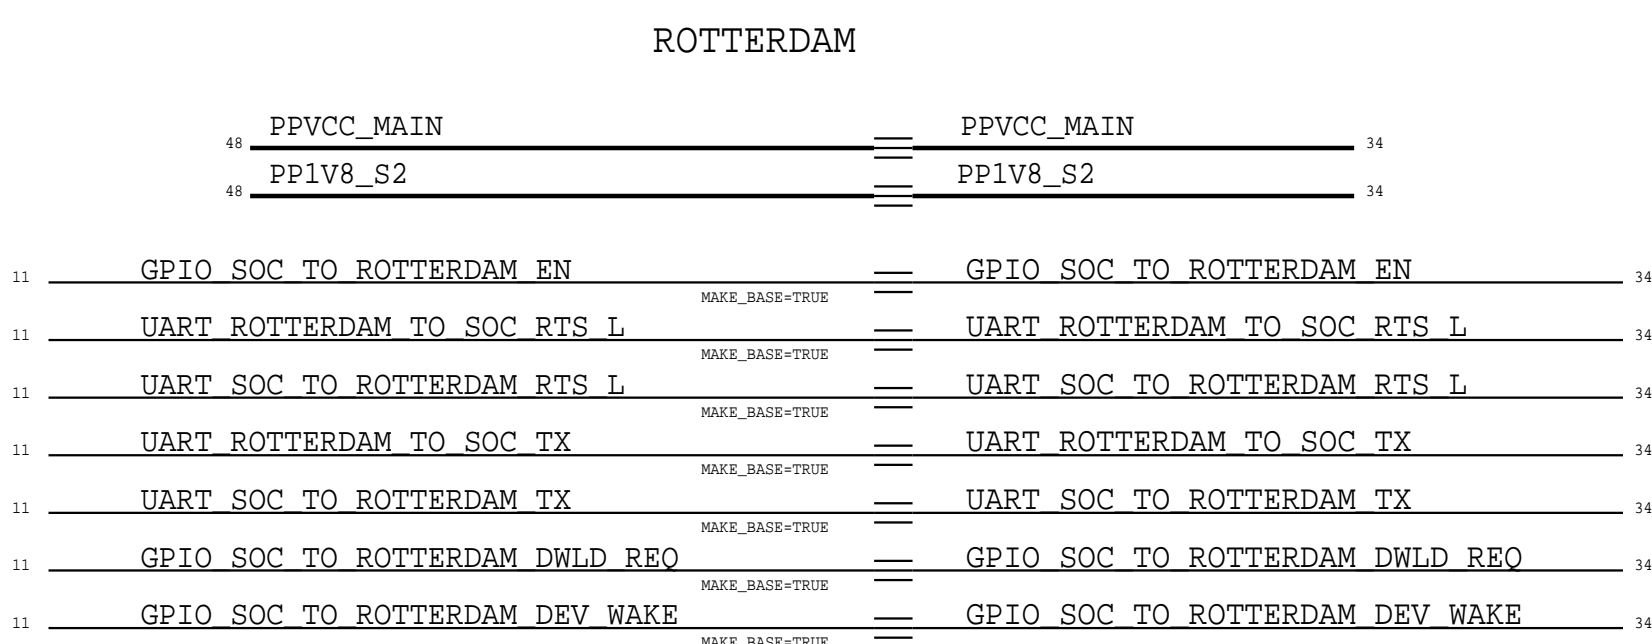 ROTTERDAM
PPVCC_MAIN PPVCC_MAIN
48 34
PP1V8_S2 PP1V8_S2
48 34
11 GPIO_SOC_TO_ROTTERDAM_EN GPIO_SOC_TO_ROTTERDAM_EN 34
MAKE_BASE=TRUE
11 UART_ROTTERDAM_TO_SOC_RTS_L UART_ROTTERDAM_TO_SOC_RTS_L 34
MAKE_BASE=TRUE
11 UART_SOC_TO_ROTTERDAM_RTS_L UART_SOC_TO_ROTTERDAM_RTS_L 34
MAKE_BASE=TRUE
11 UART_ROTTERDAM_TO_SOC_TX UART_ROTTERDAM_TO_SOC_TX 34
MAKE_BASE=TRUE
11 UART_SOC_TO_ROTTERDAM_TX UART_SOC_TO_ROTTERDAM_TX 34
MAKE_BASE=TRUE
11 GPIO_SOC_TO_ROTTERDAM_DWLD_REQ GPIO_SOC_TO_ROTTERDAM_DWLD_REQ 34
MAKE_BASE=TRUE
11 GPIO_SOC_TO_ROTTERDAM_DEV_WAKE GPIO_SOC_TO_ROTTERDAM_DEV_WAKE 34
MAKE_BASE=TRUE